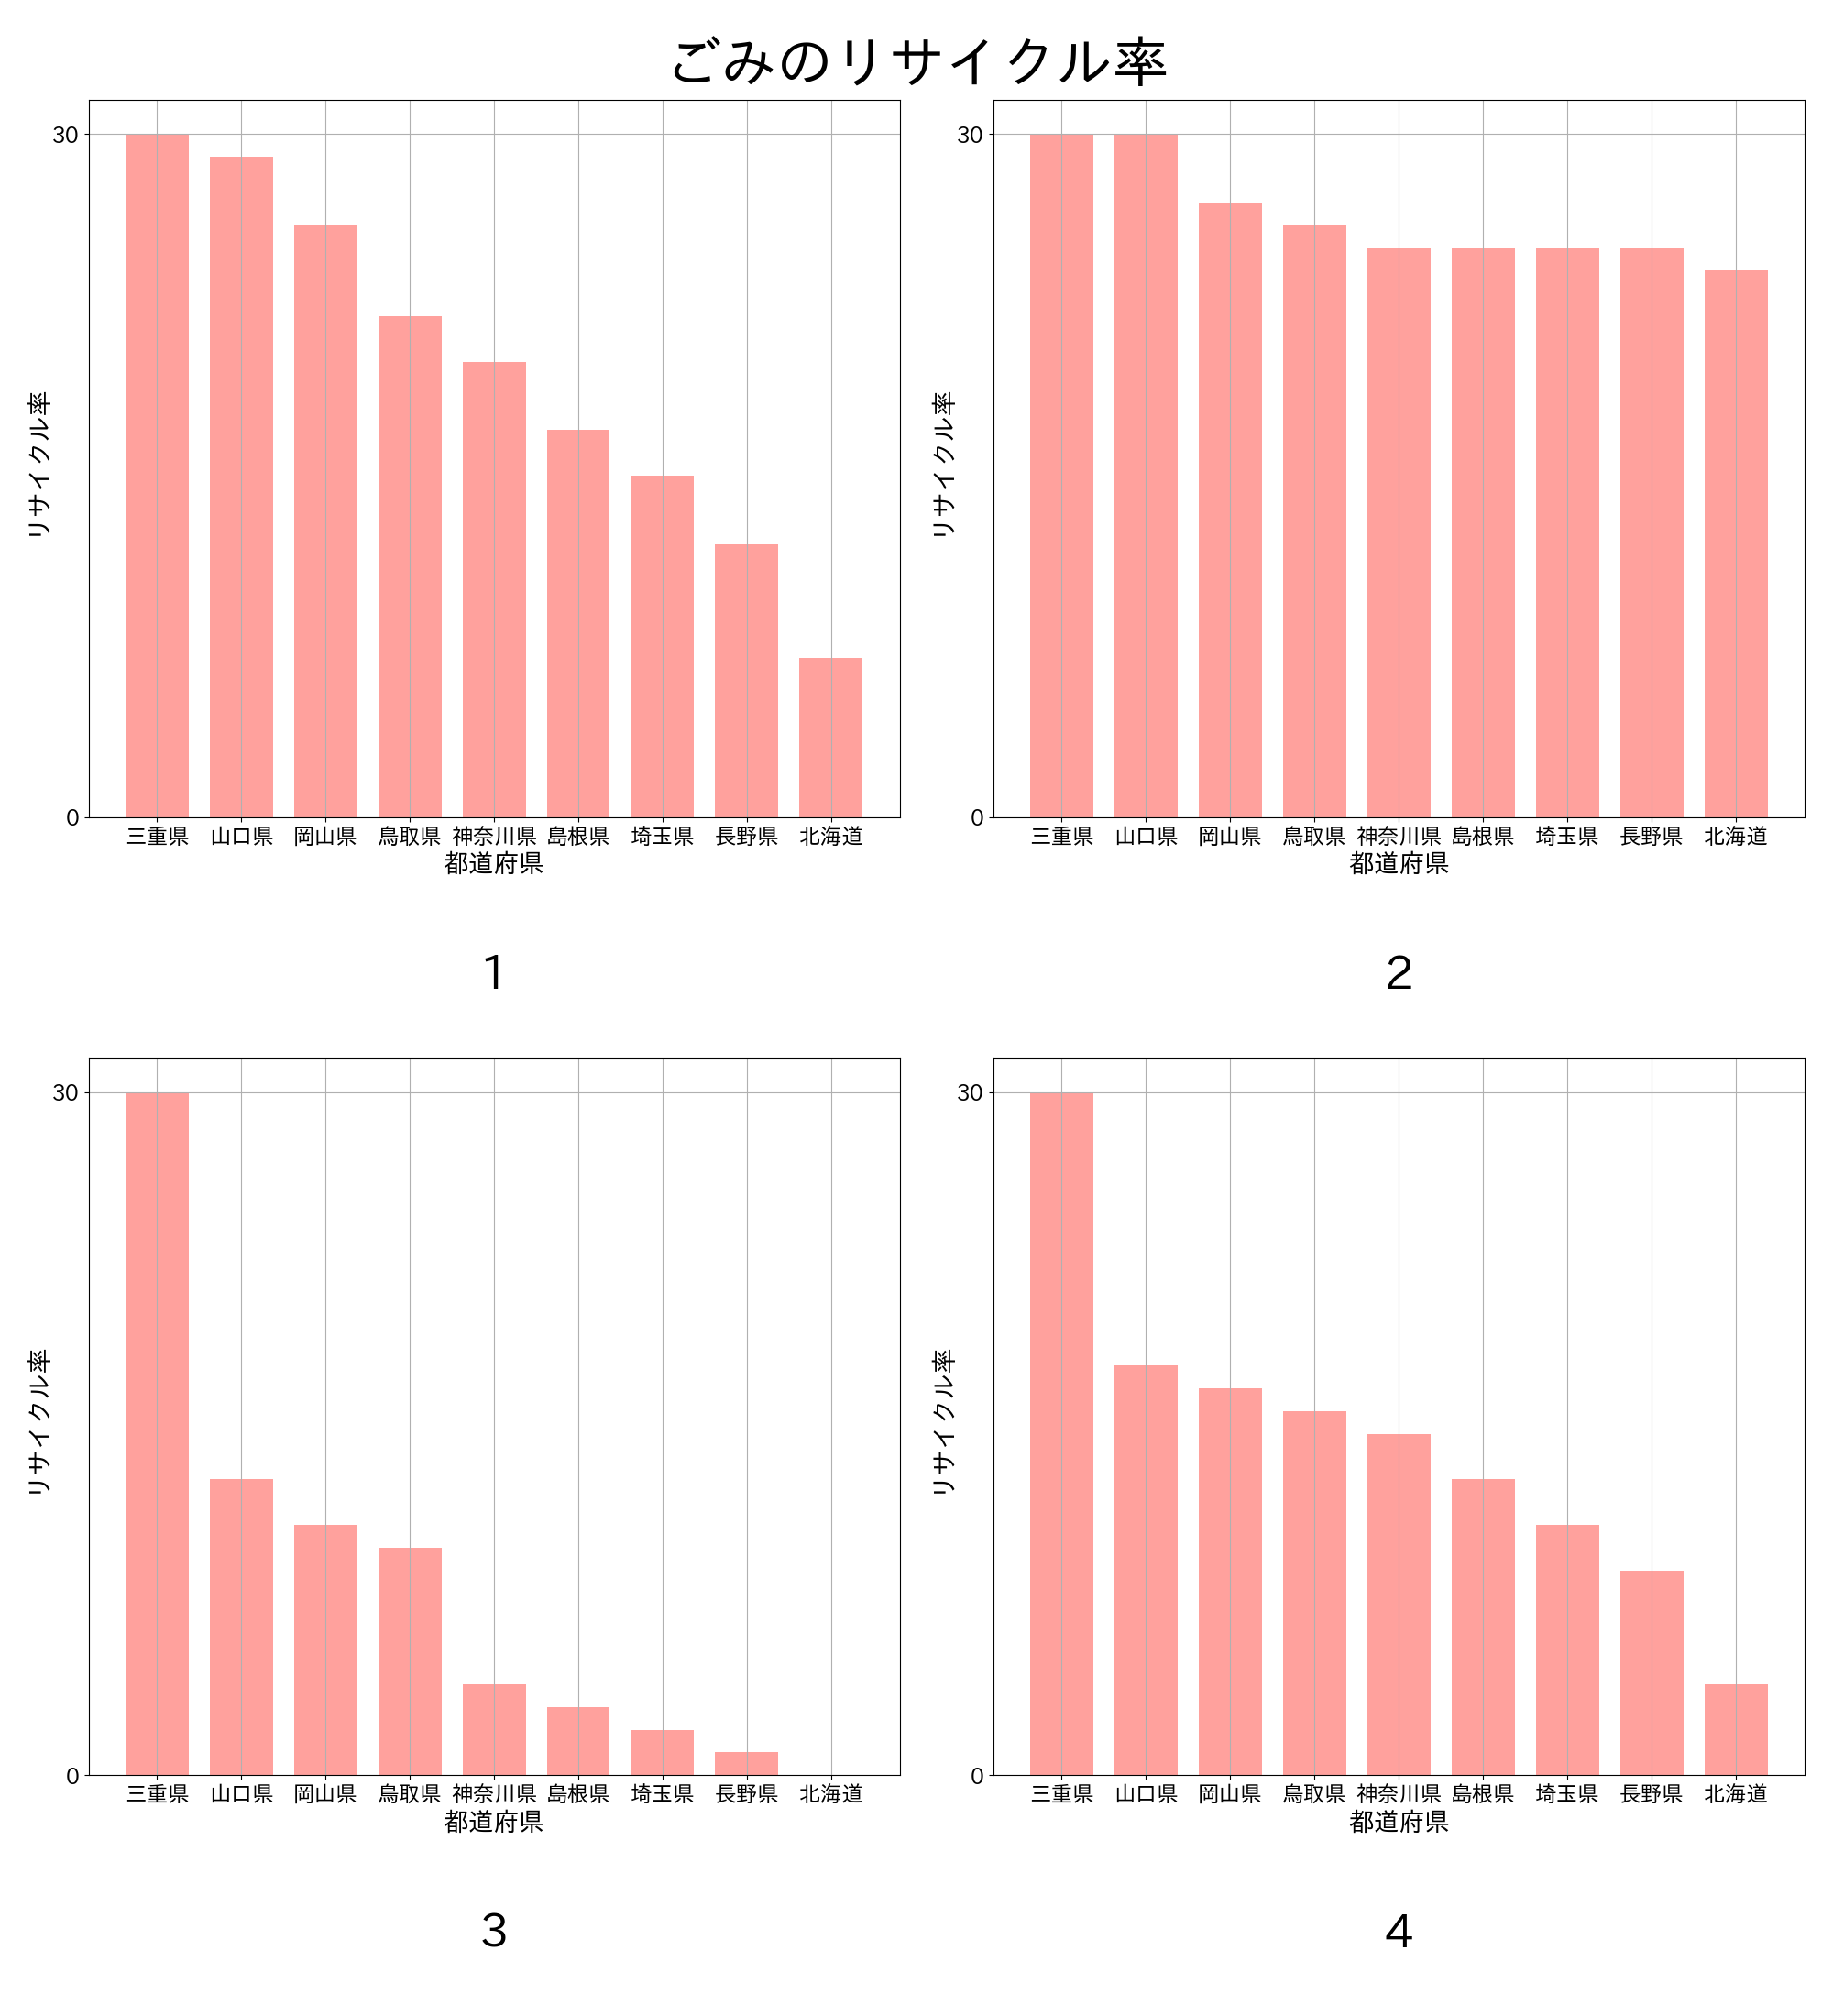 ごみのリサイクル率
30
0
リサイクル率
三重県 山口県 岡山県 鳥取県 神奈川県 島根県 埼玉県 長野県 北海道
都道府県
1
30
0
リサイクル率
三重県 山口県 岡山県 鳥取県 神奈川県 島根県 埼玉県 長野県 北海道
都道府県
2
30
0
リサイクル率
三重県 山口県 岡山県 鳥取県 神奈川県 島根県 埼玉県 長野県 北海道
都道府県
3
30
0
リサイクル率
三重県 山口県 岡山県 鳥取県 神奈川県 島根県 埼玉県 長野県 北海道
都道府県
4